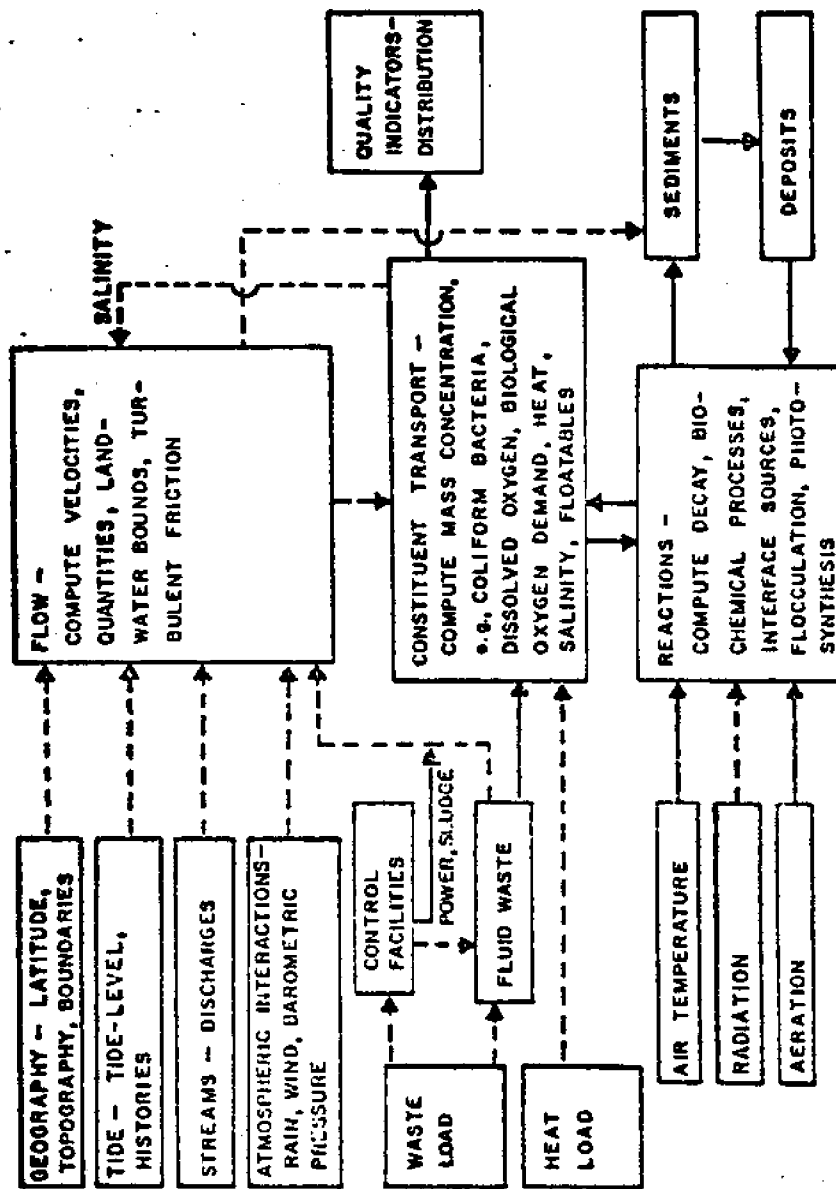 GEOGRAPHY — LATITUDE,
TOPOGRAPHY, BOUNDARIES
TIDE — TIDE-LEVEL,
HISTORIES
STREAMS — DISCHARGES
ATMOSPHERIC INTERACTIONS—
RAIN, WIND, BAROMETRIC
PRESSURE
WASTE
LOAD
HEAT
LOAD
AIR TEMPERATURE
RADIATION
AERATION
CONTROL
FACILITIES
POWER, SLUDGE
FLUID WASTE
FLOW —
COMPUTE VELOCITIES,
QUANTITIES, LAND-
WATER BOUNDS, TUR-
BULENT FRICTION
SALINITY
CONSTITUENT TRANSPORT —
COMPUTE MASS CONCENTRATION,
e.g., COLIFORM BACTERIA,
DISSOLVED OXYGEN, BIOLOGICAL
OXYGEN DEMAND, HEAT,
SALINITY, FLOATABLES
REACTIONS —
COMPUTE DECAY, BIO-
CHEMICAL PROCESSES,
INTERFACE SOURCES,
FLOCCULATION, PHOTO-
SYNTHESIS
QUALITY
INDICATORS—
DISTRIBUTION
SEDIMENTS
DEPOSITS